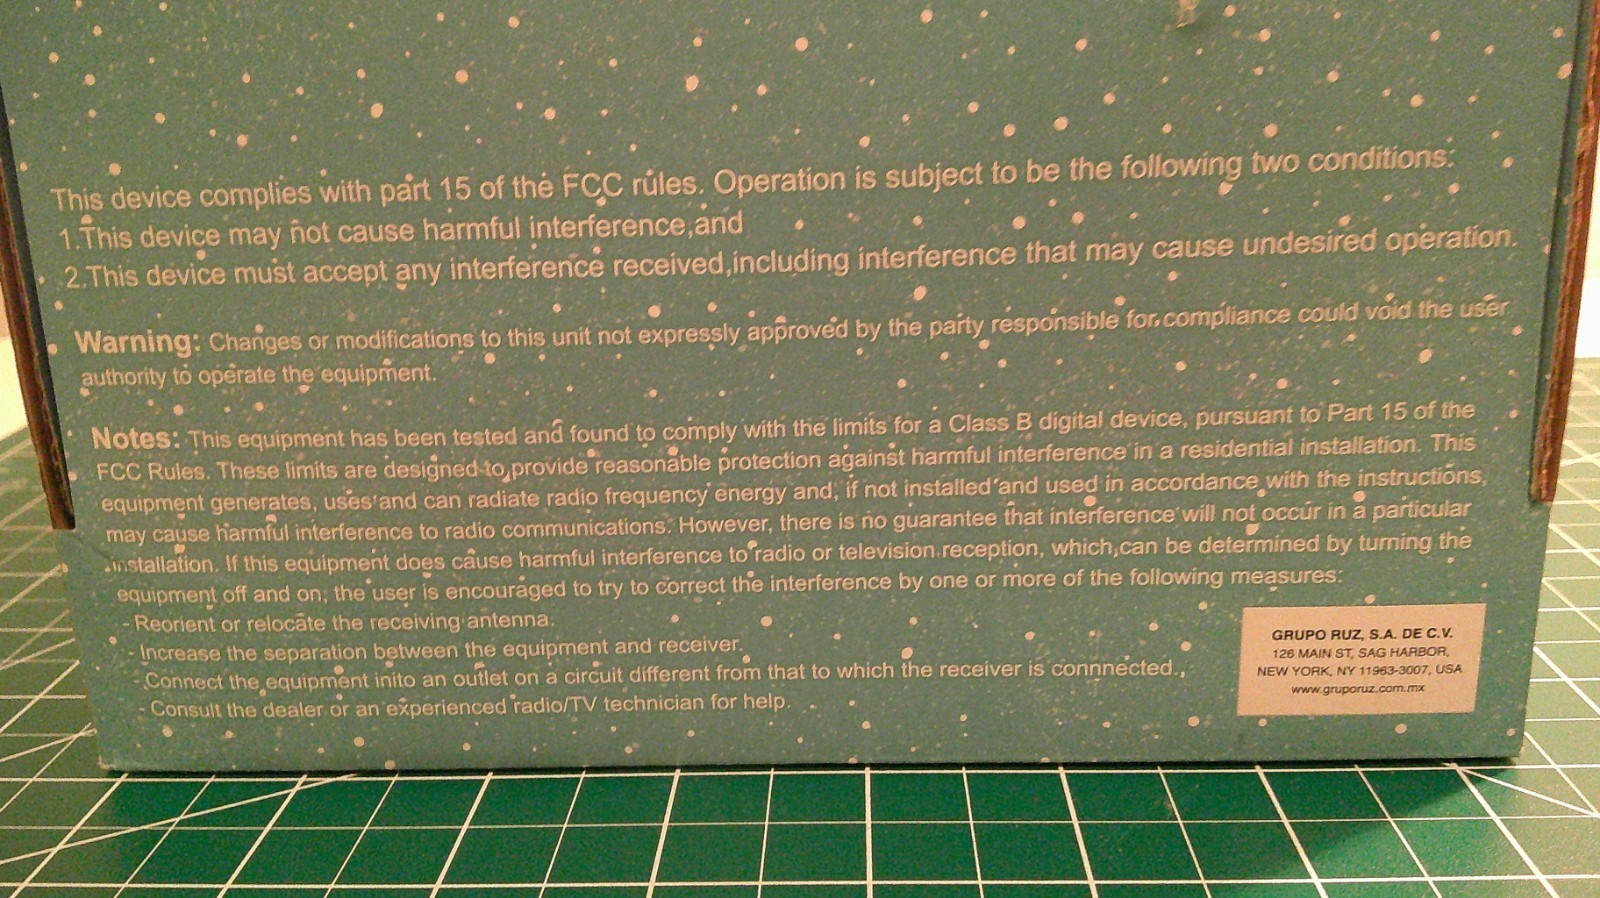 This device complies with part 15 of the FCC rules. Operation is subject to be the following two conditions:
1.This device may not cause harmful interference,and
2.This device must accept any interference received,including interference that may cause undesired operation.
Warning: Changes or modifications to this unit not expressly approved by the party responsible for compliance could void the user
authority to operate the equipment.
Notes: This equipment has been tested and found to comply with the limits for a Class B digital device, pursuant to Part 15 of the
FCC Rules. These limits are designed to provide reasonable protection against harmful interference in a residential installation. This
equipment generates, uses and can radiate radio frequency energy and, if not installed and used in accordance with the instructions,
may cause harmful interference to radio communications. However, there is no guarantee that interference will not occur in a particular
installation. If this equipment does cause harmful interference to radio or television reception, which can be determined by turning the
equipment off and on, the user is encouraged to try to correct the interference by one or more of the following measures:
- Reorient or relocate the receiving antenna.
- Increase the separation between the equipment and receiver.
- Connect the equipment inito an outlet on a circuit different from that to which the receiver is connnected.,
- Consult the dealer or an experienced radio/TV technician for help.
GRUPO RUZ, S.A. DE C.V.
126 MAIN ST, SAG HARBOR,
NEW YORK, NY 11963-3007, USA
www.gruporuz.com.mx